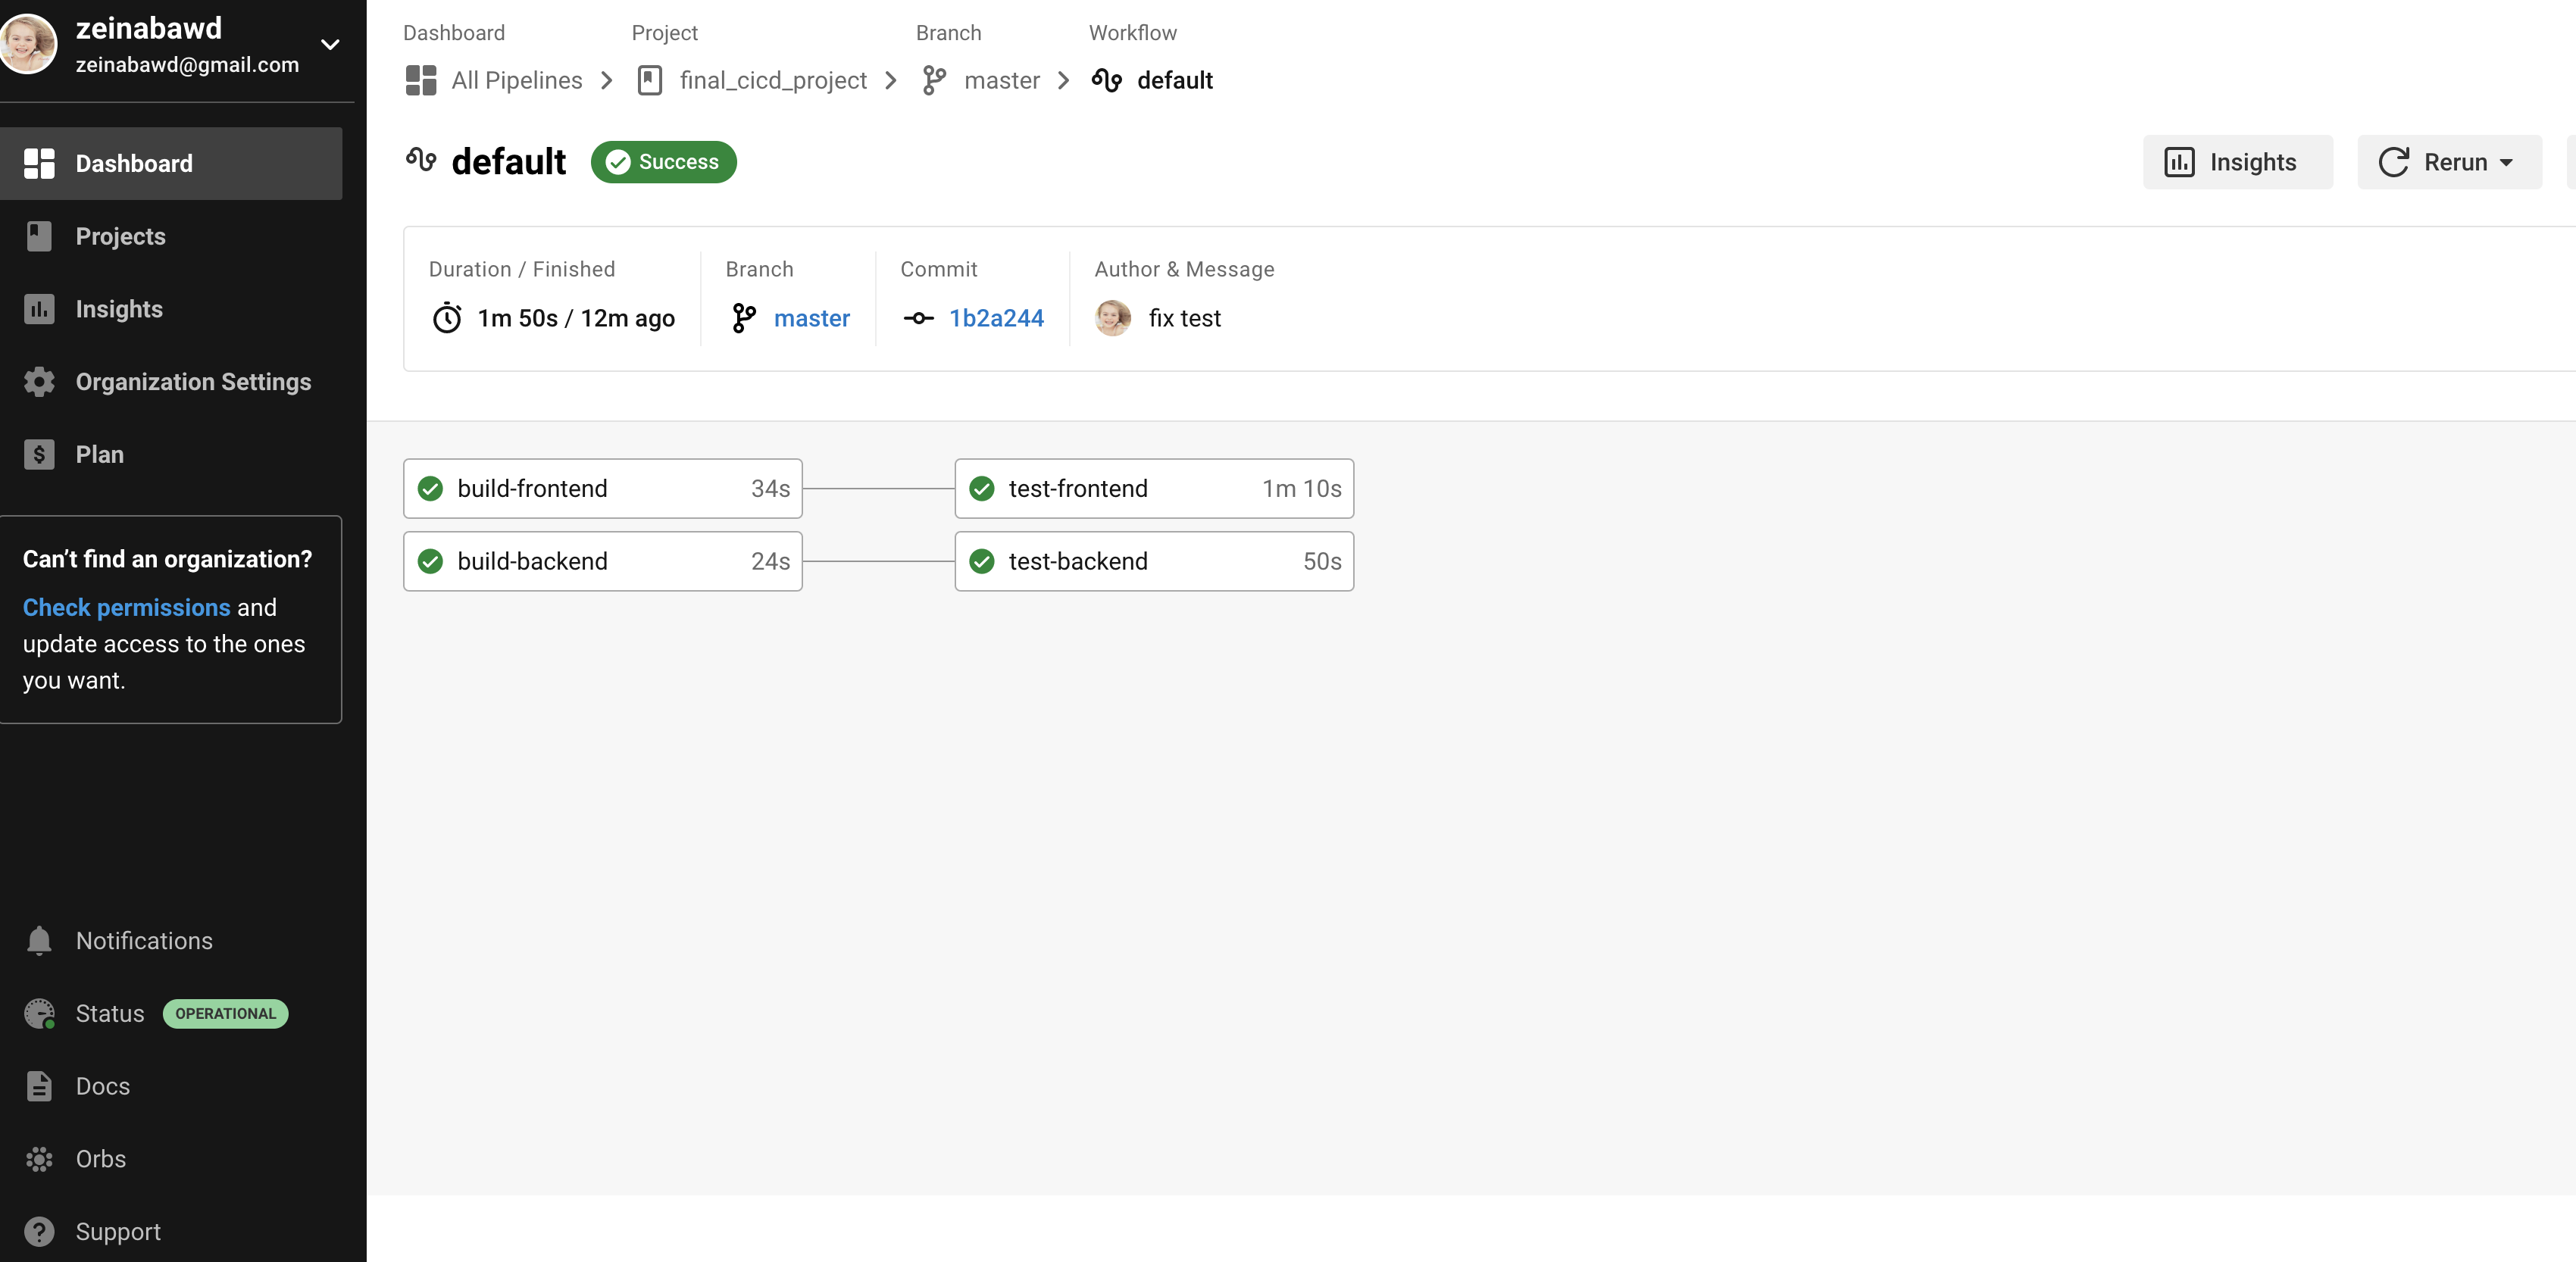 zeinabawd
zeinabawd@gmail.com
Dashboard
Projects
Insights
Organization Settings
Plan
Can’t find an organization?
Check permissions and
update access to the ones
you want.
Notifications
Status OPERATIONAL
Docs
Orbs
Support
Dashboard Project Branch Workflow
All Pipelines final_cicd_project master default
default Success Insights Rerun
Duration / Finished Branch Commit Author & Message
1m 50s / 12m ago master 1b2a244 fix test
build-frontend 34s test-frontend 1m 10s
build-backend 24s test-backend 50s